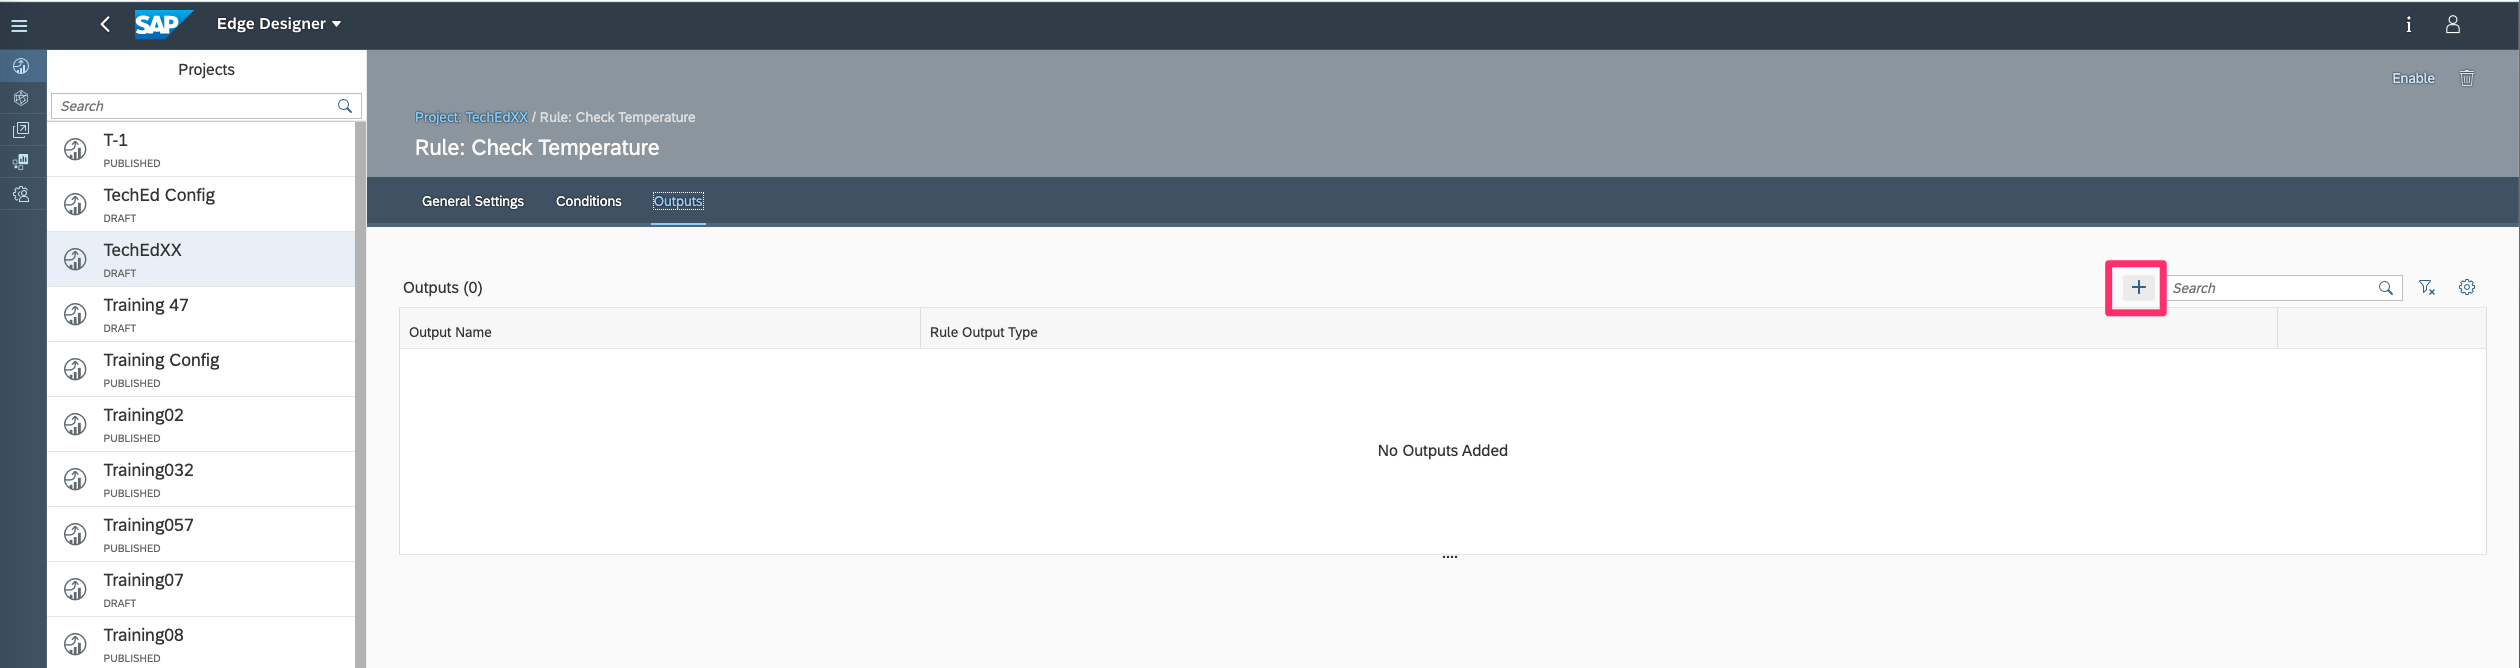 SAP Edge Designer
Projects
Search
T-1
PUBLISHED
TechEd Config
DRAFT
TechEdXX
DRAFT
Training 47
DRAFT
Training Config
PUBLISHED
Training02
PUBLISHED
Training032
PUBLISHED
Training057
PUBLISHED
Training07
DRAFT
Training08
PUBLISHED
Enable
Project: TechEdXX / Rule: Check Temperature
Rule: Check Temperature
General Settings Conditions Outputs
Outputs (0)
Search
Output Name Rule Output Type
No Outputs Added